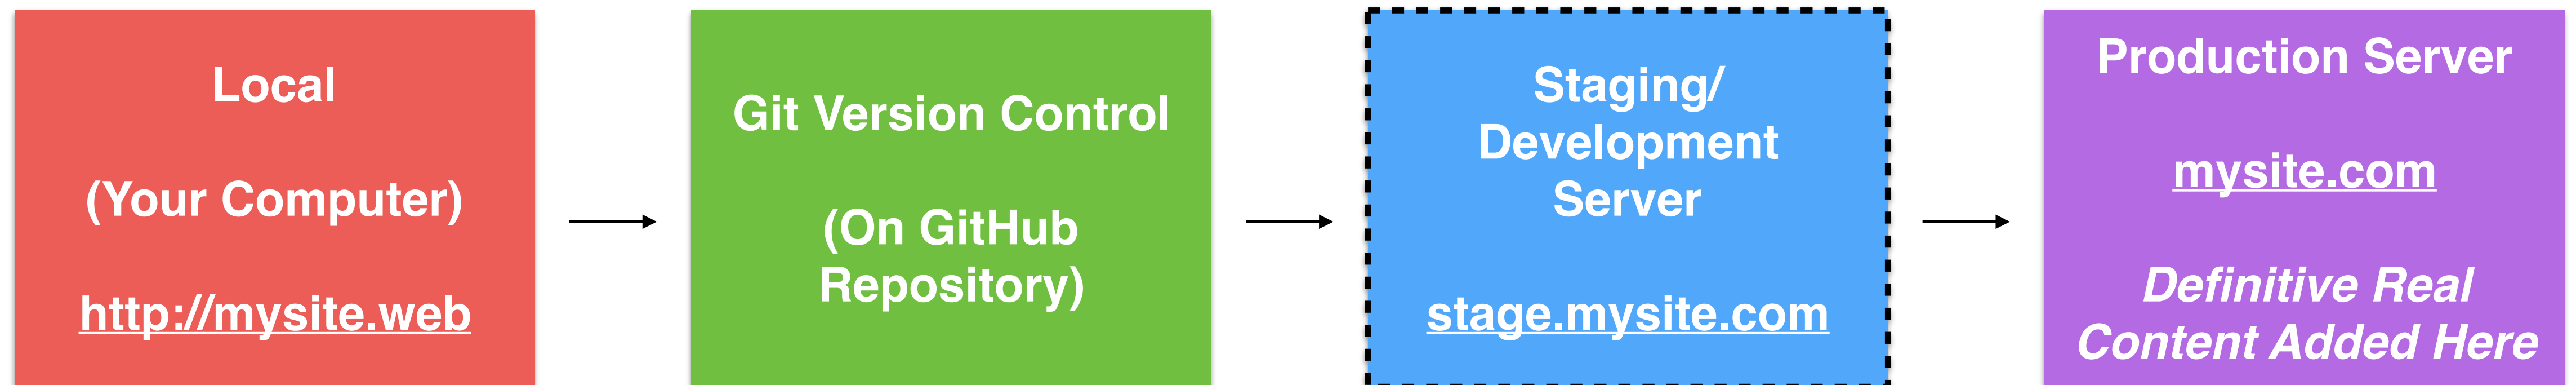 Local
(Your Computer)
http://mysite.web
Git Version Control
(On GitHub
Repository)
Staging/
Development
Server
stage.mysite.com
Production Server
mysite.com
Definitive Real
Content Added Here